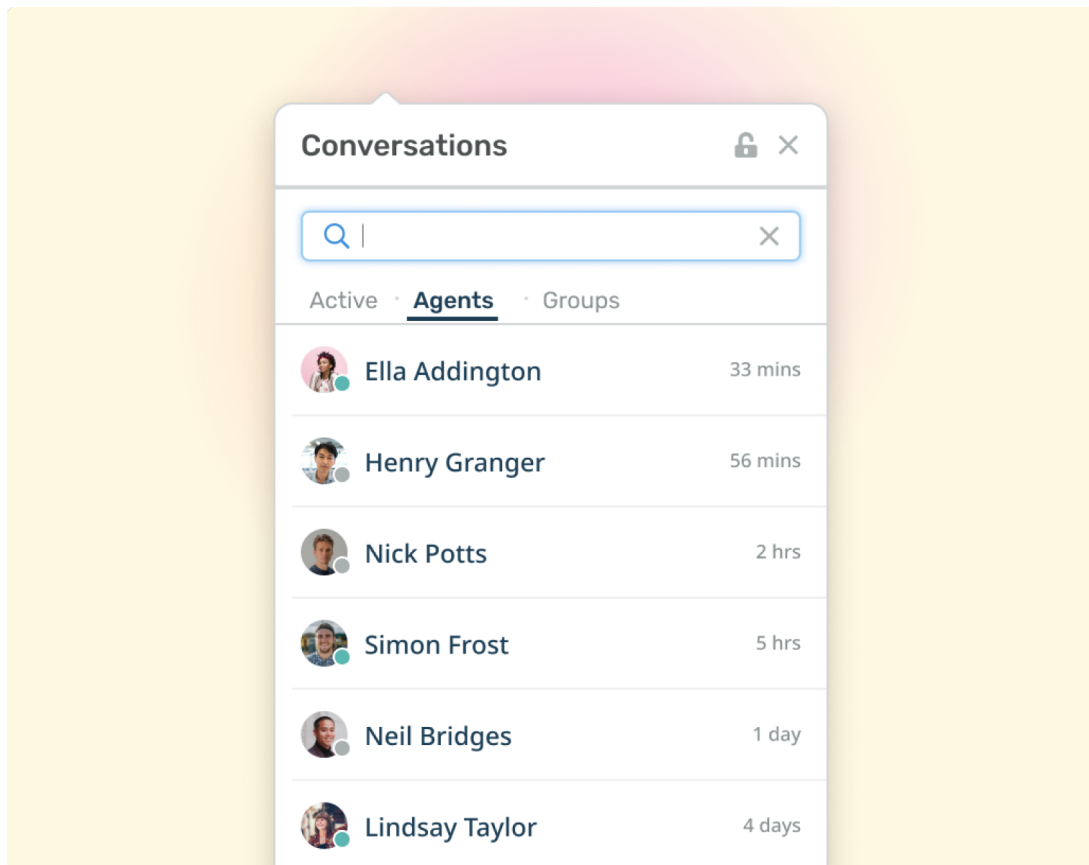 Conversations
Active · Agents · Groups
Ella Addington 33 mins
Henry Granger 56 mins
Nick Potts 2 hrs
Simon Frost 5 hrs
Neil Bridges 1 day
Lindsay Taylor 4 days